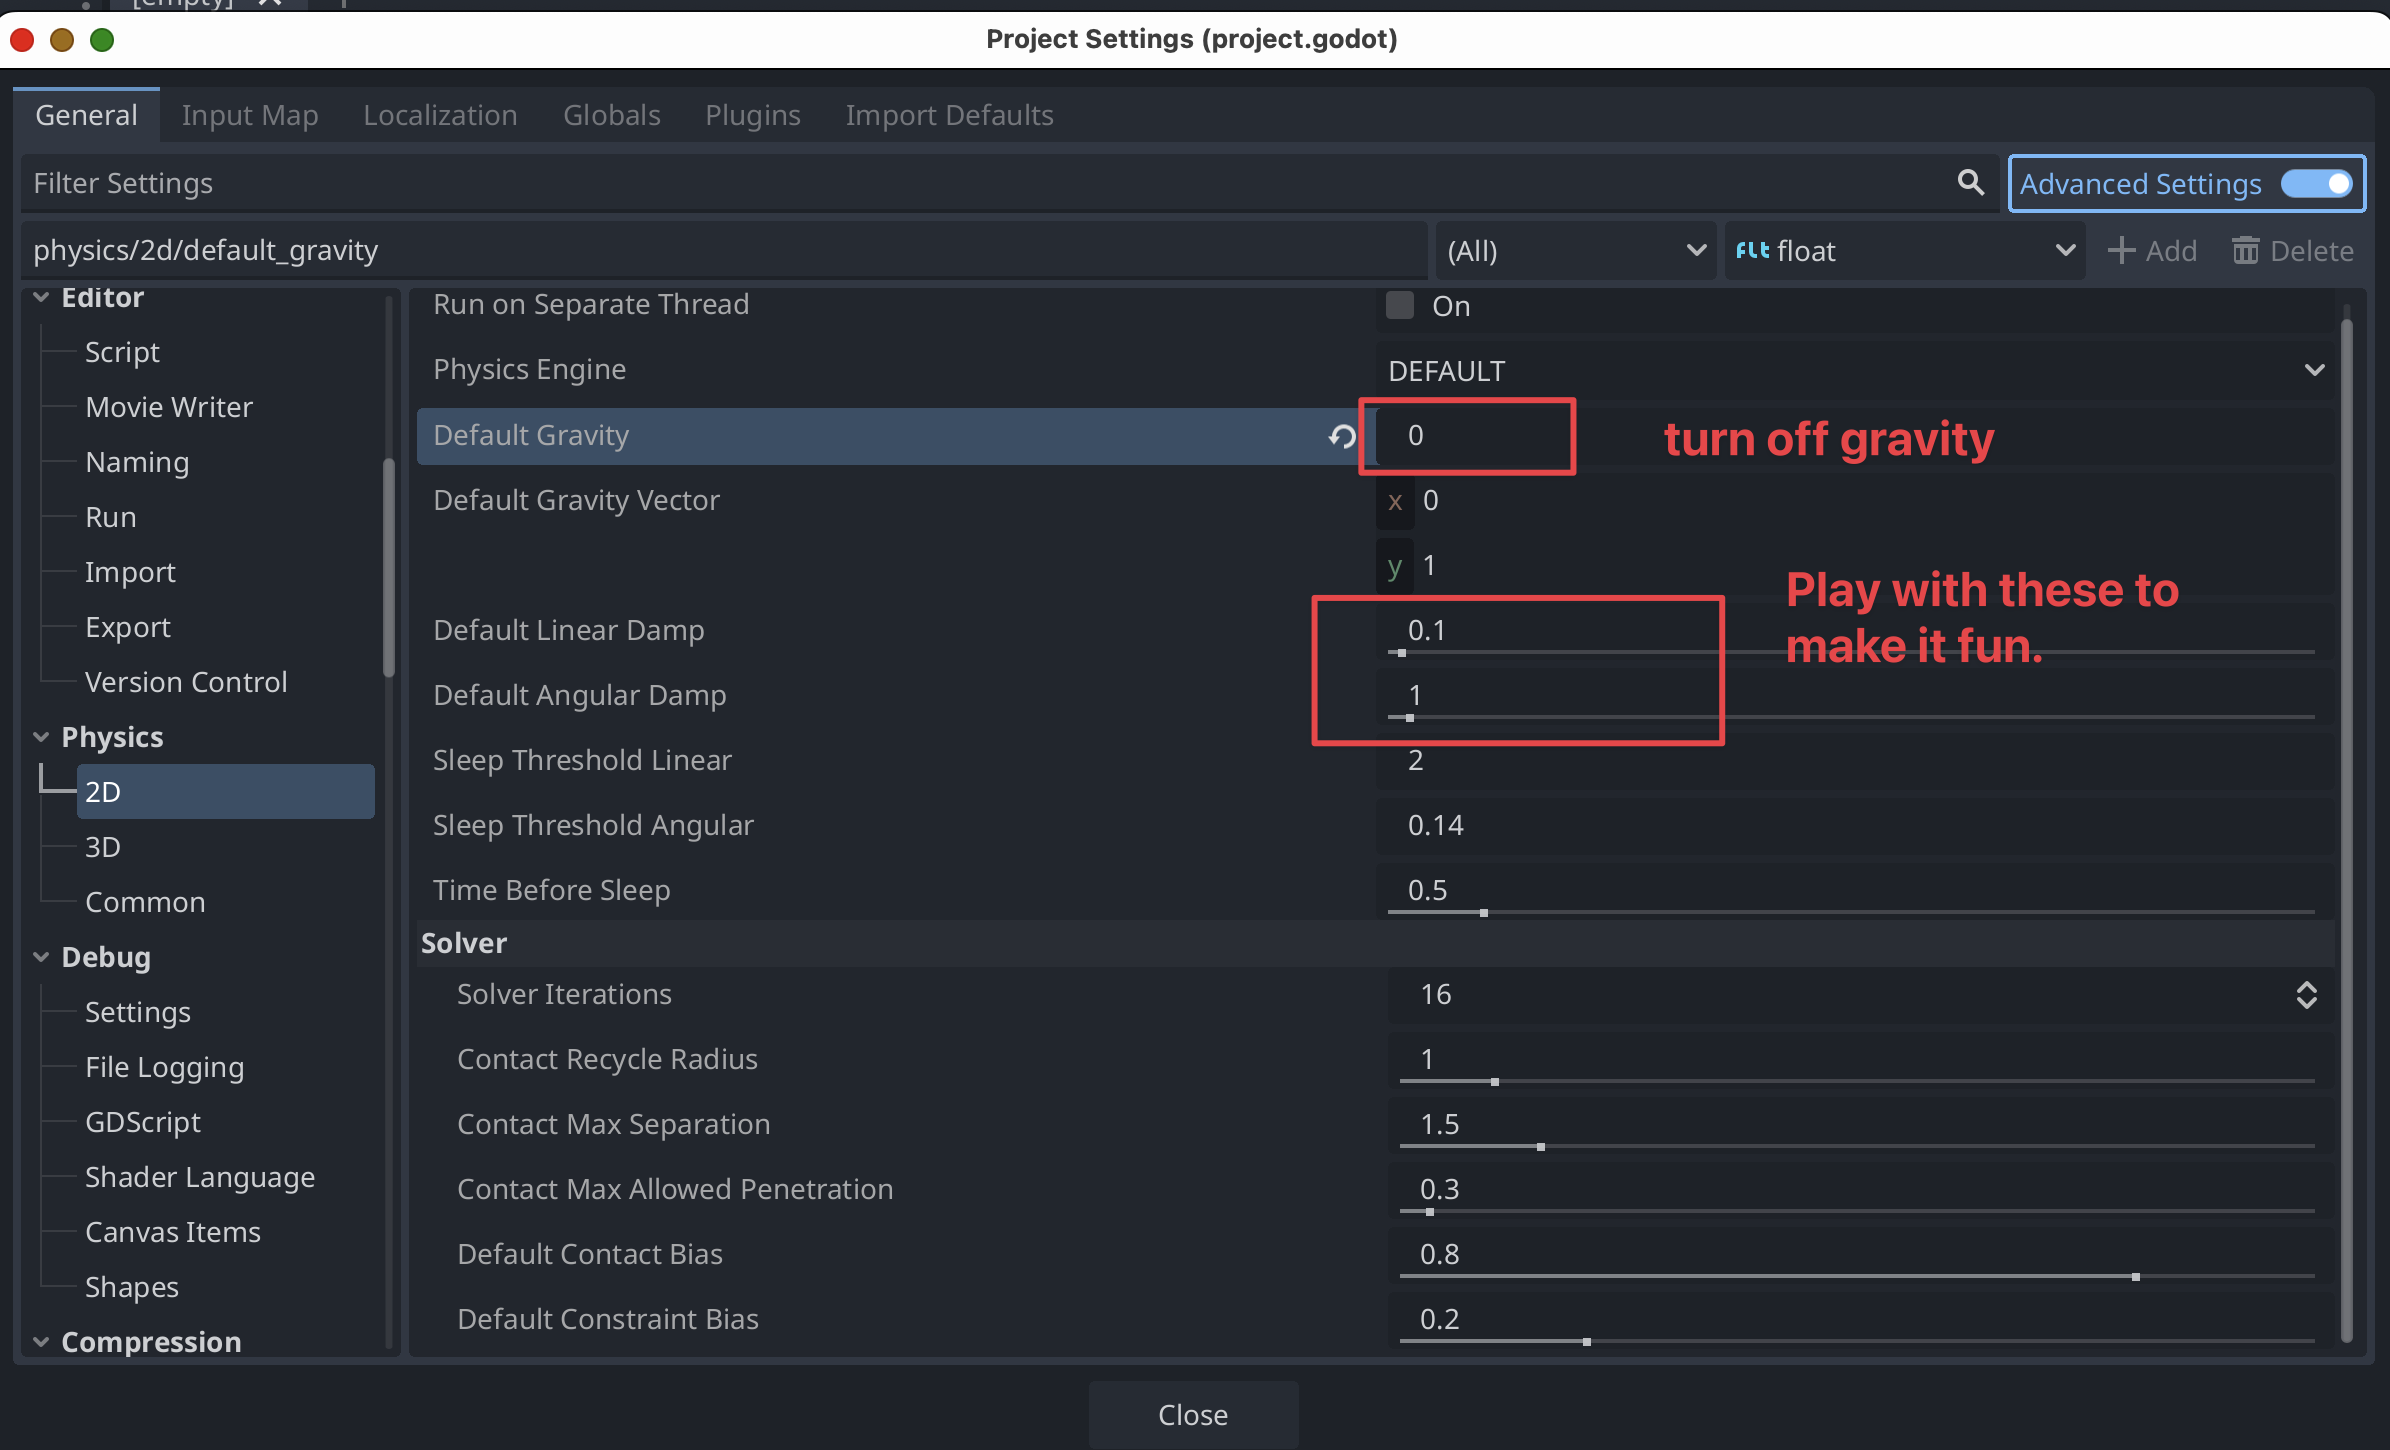 [empty]
Project Settings (project.godot)
General Input Map Localization Globals Plugins Import Defaults
Filter Settings
Advanced Settings
physics/2d/default_gravity
(All)
float
Add
Delete
Editor
Script
Movie Writer
Naming
Run
Import
Export
Version Control
Physics
2D
3D
Common
Debug
Settings
File Logging
GDScript
Shader Language
Canvas Items
Shapes
Compression
Run on Separate Thread On
Physics Engine DEFAULT
Default Gravity 0
turn off gravity
Default Gravity Vector x 0
y 1
Play with these to
make it fun.
Default Linear Damp 0.1
Default Angular Damp 1
Sleep Threshold Linear 2
Sleep Threshold Angular 0.14
Time Before Sleep 0.5
Solver
Solver Iterations 16
Contact Recycle Radius 1
Contact Max Separation 1.5
Contact Max Allowed Penetration 0.3
Default Contact Bias 0.8
Default Constraint Bias 0.2
Close